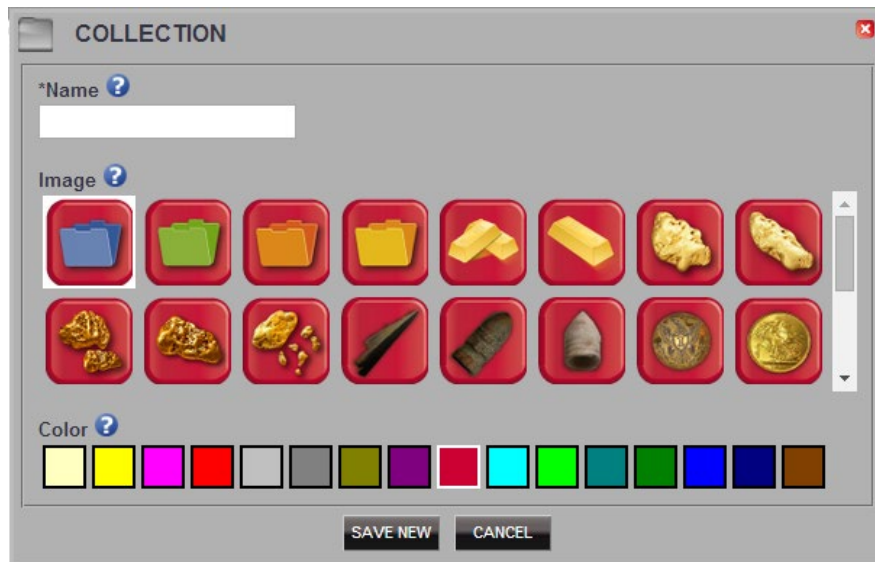 COLLECTION
*Name ?
Image ?
Color ?
SAVE NEW CANCEL